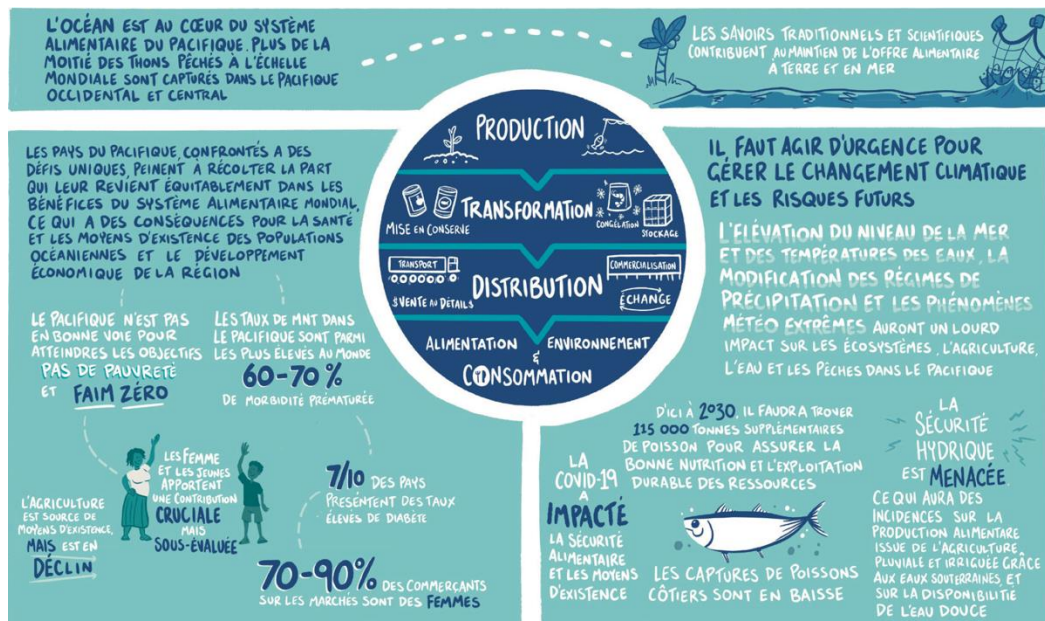 L'OCÉAN EST AU CŒUR DU SYSTÈME
ALIMENTAIRE DU PACIFIQUE. PLUS DE LA
MOITIÉ DES THONS PÊCHÉS À L'ÉCHELLE
MONDIALE SONT CAPTURÉS DANS LE PACIFIQUE
OCCIDENTAL ET CENTRAL
LES SAVOIRS TRADITIONNELS ET SCIENTIFIQUES
CONTRIBUENT AU MAINTIEN DE L'OFFRE ALIMENTAIRE
À TERRE ET EN MER
LES PAYS DU PACIFIQUE, CONFRONTÉS A DES
DÉFIS UNIQUES, PEINENT À RÉCOLTER LA PART
QUI LEUR REVIENT ÉQUITABLEMENT DANS LES
BÉNÉFICES DU SYSTÈME ALIMENTAIRE MONDIAL,
CE QUI A DES CONSÉQUENCES POUR LA SANTÉ
ET LES MOYENS D'EXISTENCE DES POPULATIONS
OCÉANIENNES ET LE DÉVELOPPEMENT
ÉCONOMIQUE DE LA RÉGION
LE PACIFIQUE N'EST PAS
EN BONNE VOIE POUR
ATTEINDRES LES OBJECTIFS
PAS DE PAUVRETÉ
ET FAIM ZÉRO
LES TAUX DE MNT DANS
LE PACIFIQUE SONT PARMI
LES PLUS ÉLEVÉS AU MONDE
60-70 %
DE MORBIDITÉ PRÉMATURÉE
LES FEMME
ET LES JEUNES
APPORTENT
UNE CONTRIBUTION
CRUCIALE
MAIS
SOUS-ÉVALUÉE
L'AGRICULTURE
EST SOURCE DE
MOYENS D'EXISTENCE,
MAIS EST EN
DÉCLIN
7/10 DES PAYS
PRÉSENTENT DES TAUX
ÉLEVÉS DE DIABÈTE
70-90% DES COMMERÇANTS
SUR LES MARCHÉS SONT DES FEMMES
PRODUCTION
TRANSFORMATION
MISE EN CONSERVE
CONGÉLATION
STOCKAGE
TRANSPORT
COMMERCIALISATION
DISTRIBUTION
$ VENTE AU DÉTAILS
ÉCHANGE
ALIMENTATION & ENVIRONNEMENT
CONSOMMATION
IL FAUT AGIR D'URGENCE POUR
GÉRER LE CHANGEMENT CLIMATIQUE
ET LES RISQUES FUTURS
L'ÉLÉVATION DU NIVEAU DE LA MER
ET DES TEMPÉRATURES DES EAUX, LA
MODIFICATION DES RÉGIMES DE
PRÉCIPITATION ET LES PHÉNOMÈNES
MÉTÉO EXTRÊMES AURONT UN LOURD
IMPACT SUR LES ÉCOSYSTÈMES, L'AGRICULTURE,
L'EAU ET LES PÊCHES DANS LE PACIFIQUE
LA
COVID-19
A
IMPACTÉ
LA SÉCURITÉ
ALIMENTAIRE
ET LES MOYENS
D'EXISTENCE
D'ICI À 2030, IL FAUDRA TROVER
115 000 TONNES SUPPLÉMENTAIRES
DE POISSON POUR ASSURER LA
BONNE NUTRITION ET L'EXPLOITATION
DURABLE DES RESSOURCES
LES CAPTURES DE POISSONS
CÔTIERS SONT EN BAISSE
LA
SÉCURITÉ
HYDRIQUE
EST MENACÉE
CE QUI AURA DES
INCIDENCES SUR LA
PRODUCTION ALIMENTAIRE
ISSUE DE L'AGRICULTURE
PLUVIALE ET IRRIGUÉE GRÂCE
AUX EAUX SOUTERRAINES, ET
SUR LA DISPONIBILITIÉ
DE L'EAU DOUCE